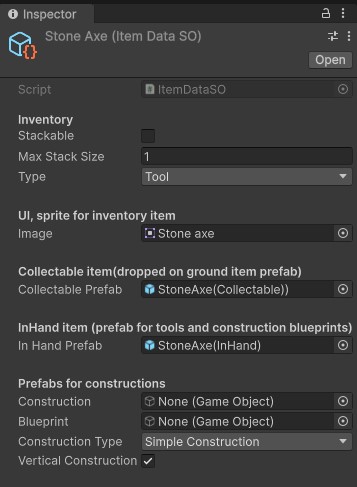 Inspector
Stone Axe (Item Data SO)
Open
Script ItemDataSO
Inventory
Stackable
Max Stack Size 1
Type Tool
UI, sprite for inventory item
Image Stone axe
Collectable item(dropped on ground item prefab)
Collectable Prefab StoneAxe(Collectable))
InHand item (prefab for tools and construction blueprints)
In Hand Prefab StoneAxe(InHand)
Prefabs for constructions
Construction None (Game Object)
Blueprint None (Game Object)
Construction Type Simple Construction
Vertical Construction